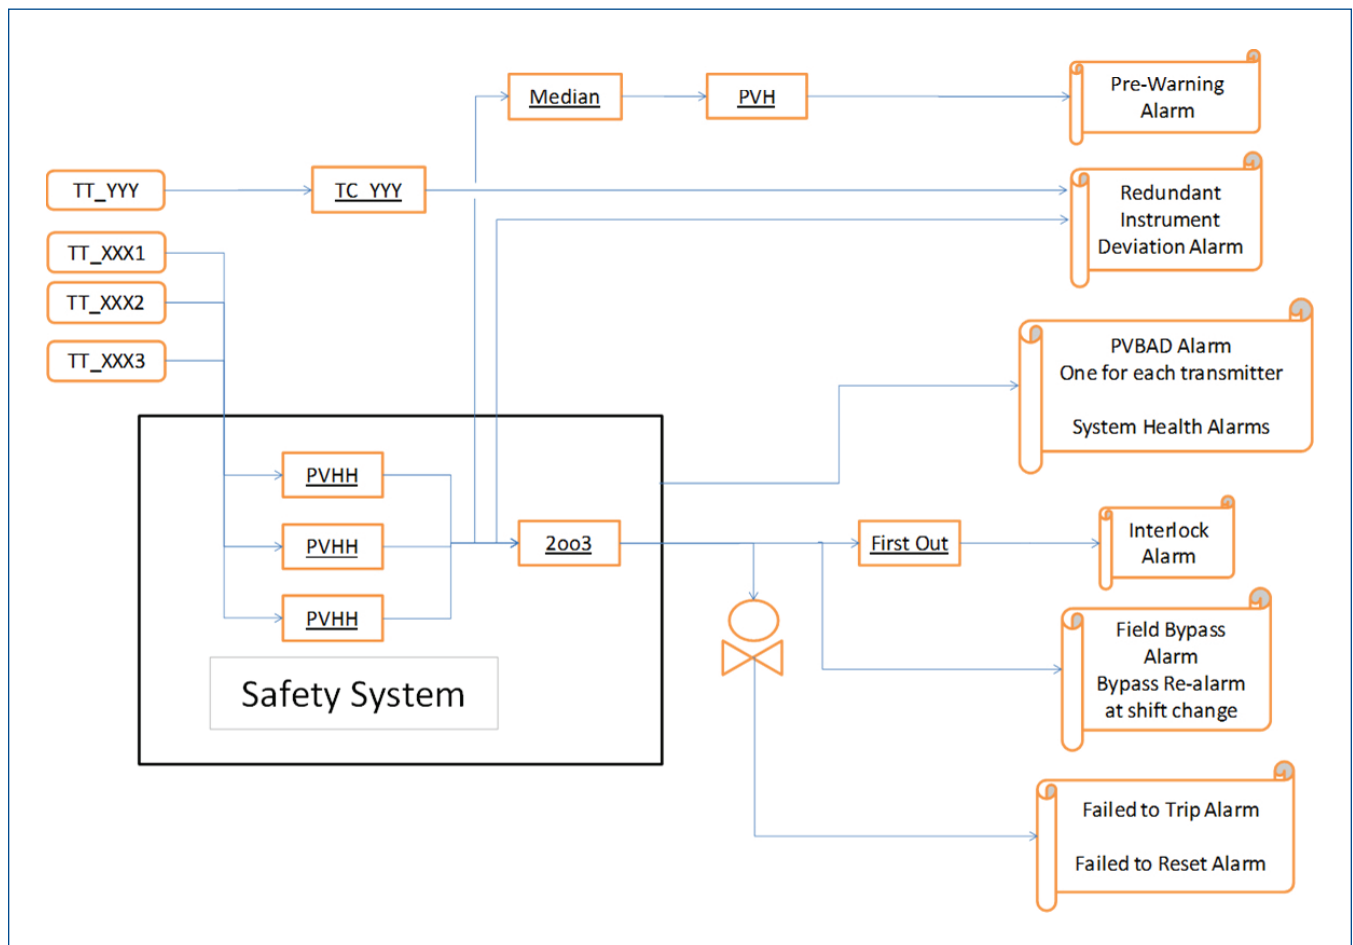 Median
PVH
Pre-Warning
Alarm
TT_YYY
TC_YYY
Redundant
Instrument
Deviation Alarm
TT_XXX1
TT_XXX2
TT_XXX3
PVBAD Alarm
One for each transmitter
System Health Alarms
PVHH
PVHH
PVHH
2oo3
First Out
Interlock
Alarm
Safety System
Field Bypass
Alarm
Bypass Re-alarm
at shift change
Failed to Trip Alarm
Failed to Reset Alarm